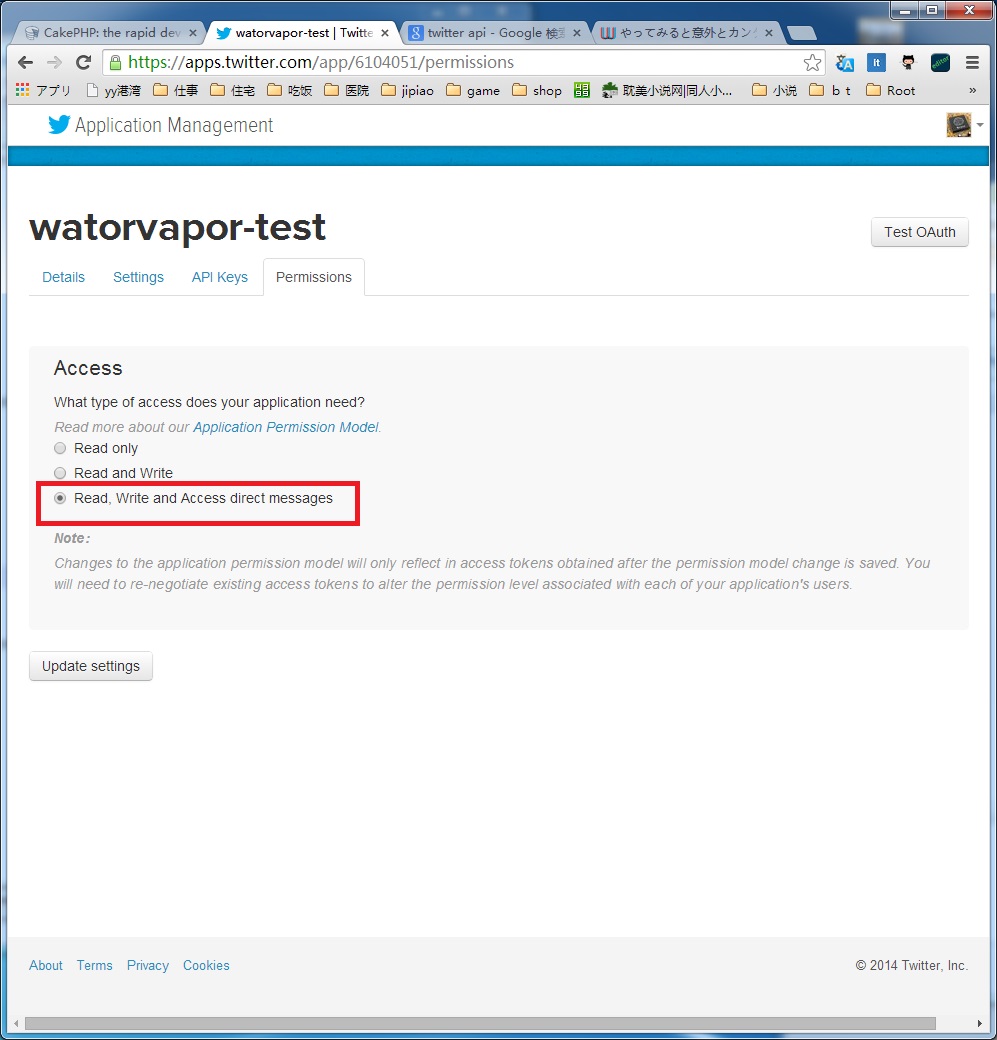 CakePHP: the rapid dev
watorvapor-test | Twitte
twitter api - Google 検索
やってみると意外とカンタ
https://apps.twitter.com/app/6104051/permissions
アプリ yy港湾 仕事 住宅 吃饭 医院 jipiao game shop 耽美小说网|同人小... 小说 b t Root »
Application Management
watorvapor-test
Test OAuth
Details Settings API Keys Permissions
Access
What type of access does your application need?
Read more about our Application Permission Model.
Read only
Read and Write
Read, Write and Access direct messages
Note:
Changes to the application permission model will only reflect in access tokens obtained after the permission model change is saved. You
will need to re-negotiate existing access tokens to alter the permission level associated with each of your application's users.
Update settings
About Terms Privacy Cookies
© 2014 Twitter, Inc.